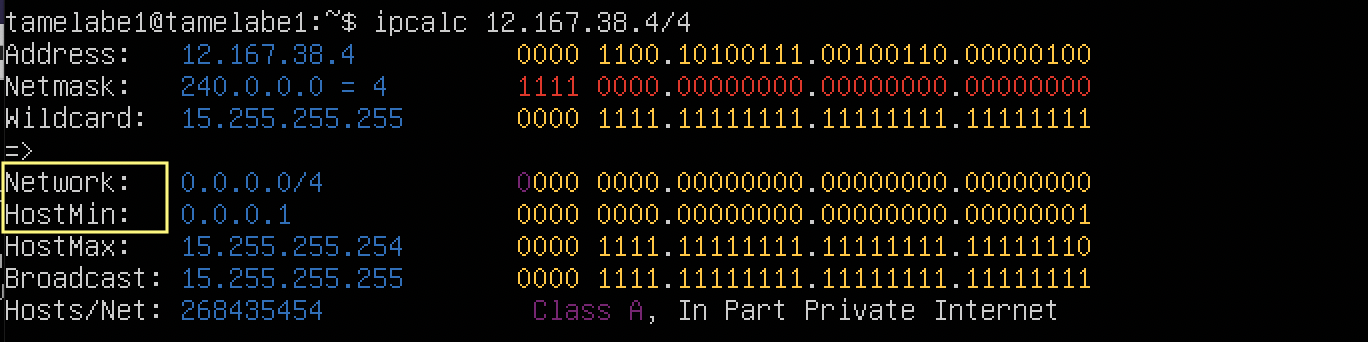 tamelabe1@tamelabe1:~$ ipcalc 12.167.38.4/4
Address: 12.167.38.4 0000 1100.10100111.00100110.00000100
Netmask: 240.0.0.0 = 4 1111 0000.00000000.00000000.00000000
Wildcard: 15.255.255.255 0000 1111.11111111.11111111.11111111
=>
Network: 0.0.0.0/4 0000 0000.00000000.00000000.00000000
HostMin: 0.0.0.1 0000 0000.00000000.00000000.00000001
HostMax: 15.255.255.254 0000 1111.11111111.11111111.11111110
Broadcast: 15.255.255.255 0000 1111.11111111.11111111.11111111
Hosts/Net: 268435454 Class A, In Part Private Internet